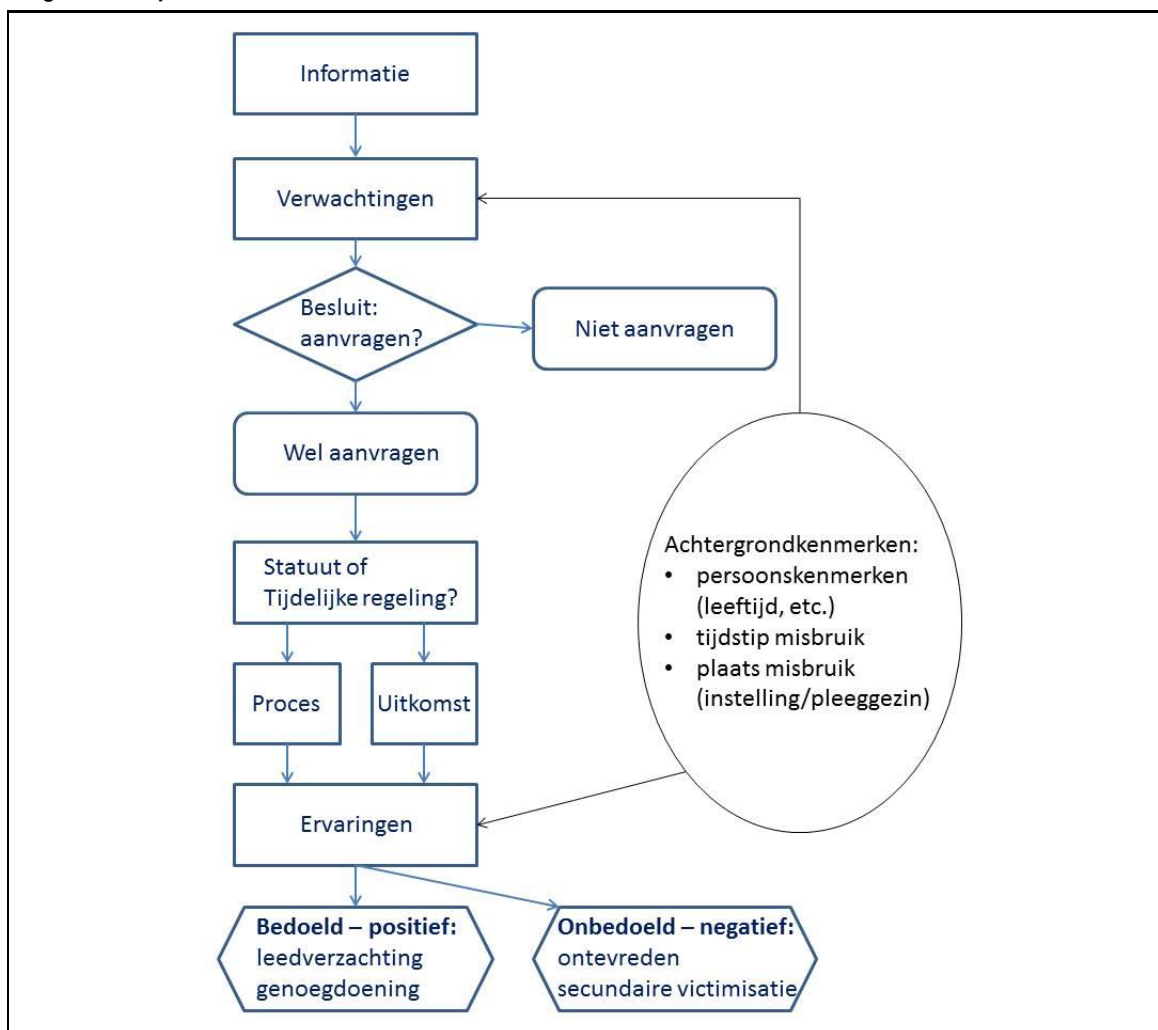 Informatie
Verwachtingen
Besluit:
aanvragen?
Niet aanvragen
Wel aanvragen
Statuut of
Tijdelijke regeling?
Proces
Uitkomst
Ervaringen
Achtergrondkenmerken:
• persoonskenmerken
(leeftijd, etc.)
• tijdstip misbruik
• plaats misbruik
(instelling/pleeggezin)
Bedoeld – positief:
leedverzachting
genoegdoening
Onbedoeld – negatief:
ontevreden
secundaire victimisatie